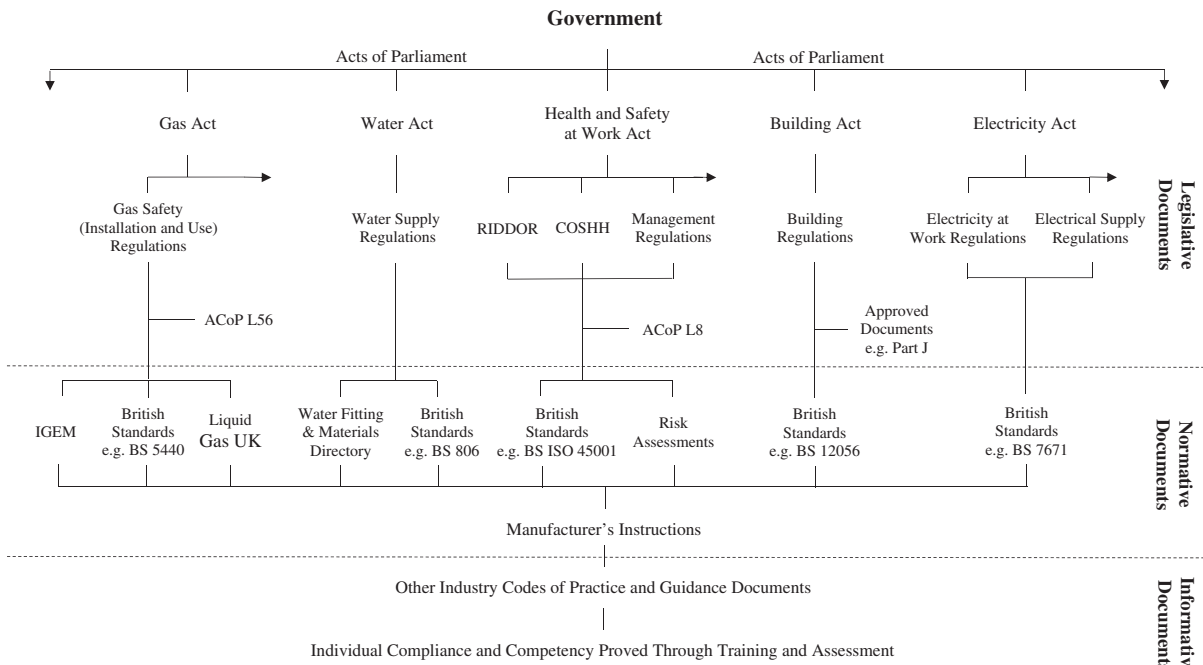 Government
Acts of Parliament
Acts of Parliament
Gas Act
Water Act
Health and Safety
at Work Act
Building Act
Electricity Act
Gas Safety
(Installation and Use)
Regulations
Water Supply
Regulations
RIDDOR
COSHH
Management
Regulations
Building
Regulations
Electricity at
Work Regulations
Electrical Supply
Regulations
Legislative
Documents
ACoP L56
ACoP L8
Approved
Documents
e.g. Part J
IGEM
British
Standards
e.g. BS 5440
Liquid
Gas UK
Water Fitting
& Materials
Directory
British
Standards
e.g. BS 806
British
Standards
e.g. BS ISO 45001
Risk
Assessments
British
Standards
e.g. BS 12056
British
Standards
e.g. BS 7671
Normative
Documents
Manufacturer’s Instructions
Other Industry Codes of Practice and Guidance Documents
Individual Compliance and Competency Proved Through Training and Assessment
Informativ
Document